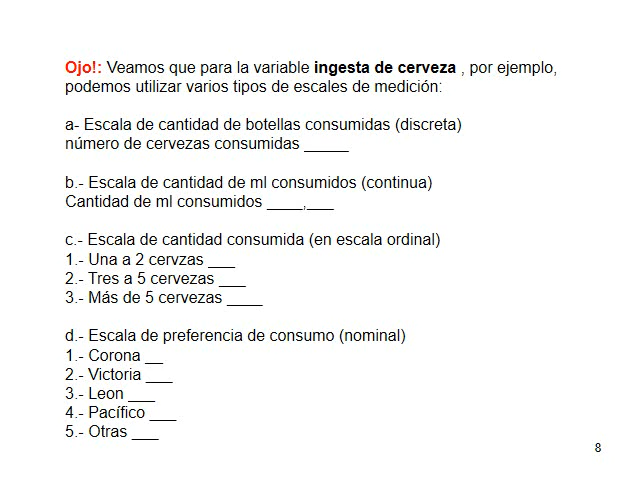 Ojo!: Veamos que para la variable ingesta de cerveza , por ejemplo,
podemos utilizar varios tipos de escales de medición:
a- Escala de cantidad de botellas consumidas (discreta)
número de cervezas consumidas _____
b.- Escala de cantidad de ml consumidos (continua)
Cantidad de ml consumidos ____,___
c.- Escala de cantidad consumida (en escala ordinal)
1.- Una a 2 cervzas ___
2.- Tres a 5 cervezas ___
3.- Más de 5 cervezas ____
d.- Escala de preferencia de consumo (nominal)
1.- Corona __
2.- Victoria ___
3.- Leon ___
4.- Pacífico ___
5.- Otras ___
8